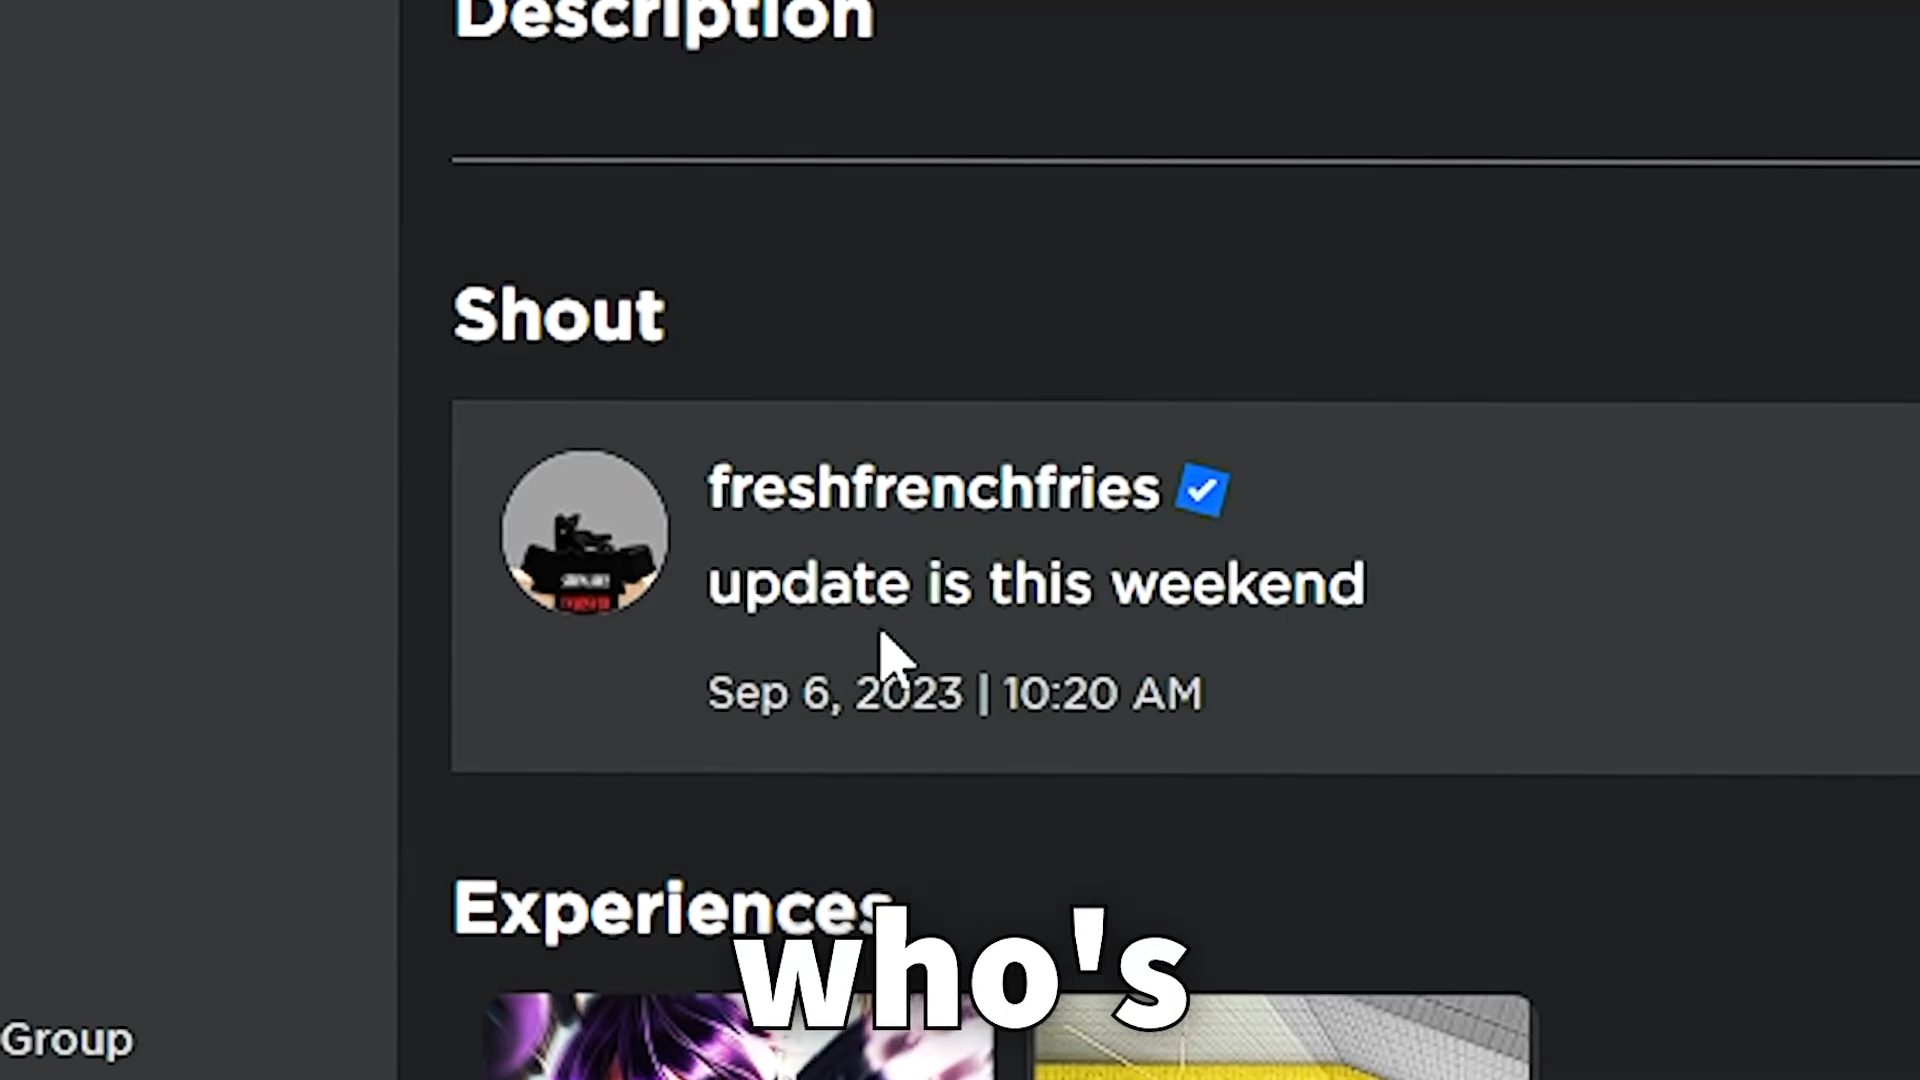 Description
Shout
freshfrenchfries
update is this weekend
Sep 6, 2023 | 10:20 AM
Experiences
who's
Group